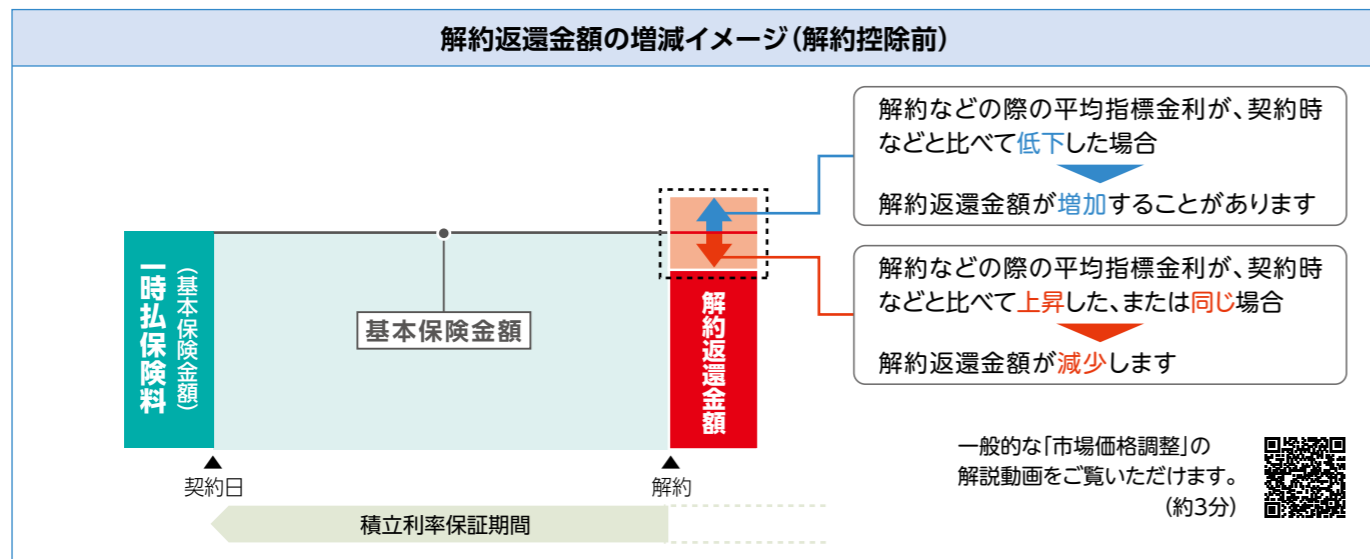 解約返還金額の増減イメージ（解約控除前）
解約などの際の平均指標金利が、契約時
などと比べて低下した場合
解約返還金額が増加することがあります
解約などの際の平均指標金利が、契約時
などと比べて上昇した、または同じ場合
解約返還金額が減少します
一時払保険料
（基本保険金額）
基本保険金額
解約返還金額
契約日
解約
積立利率保証期間
一般的な「市場価格調整」の
解説動画をご覧いただけます。
（約3分）